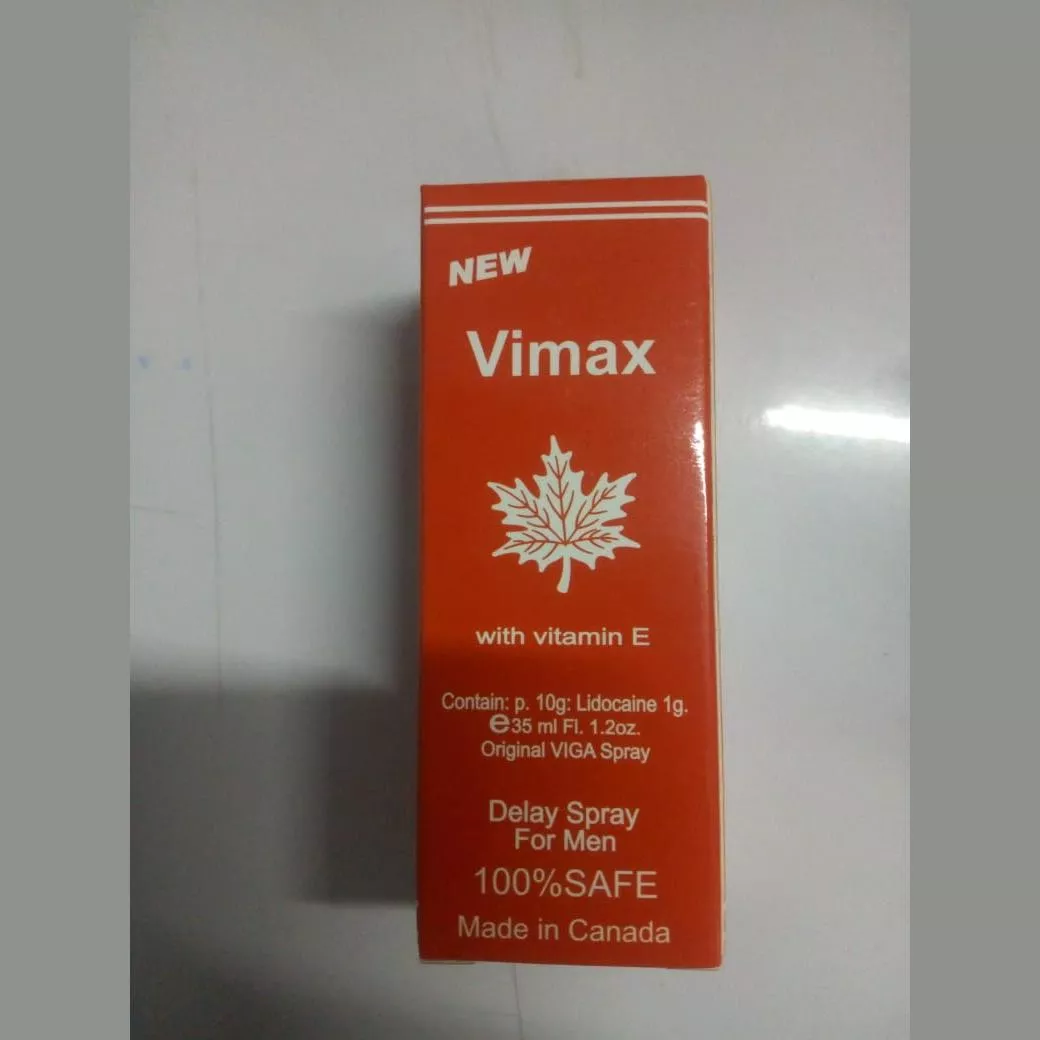 NEW
Vimax
with vitamin E
Contain: p. 10g: Lidocaine 1g.
e35 ml Fl. 1.2oz.
Original VIGA Spray
Delay Spray
For Men
100%SAFE
Made in Canada